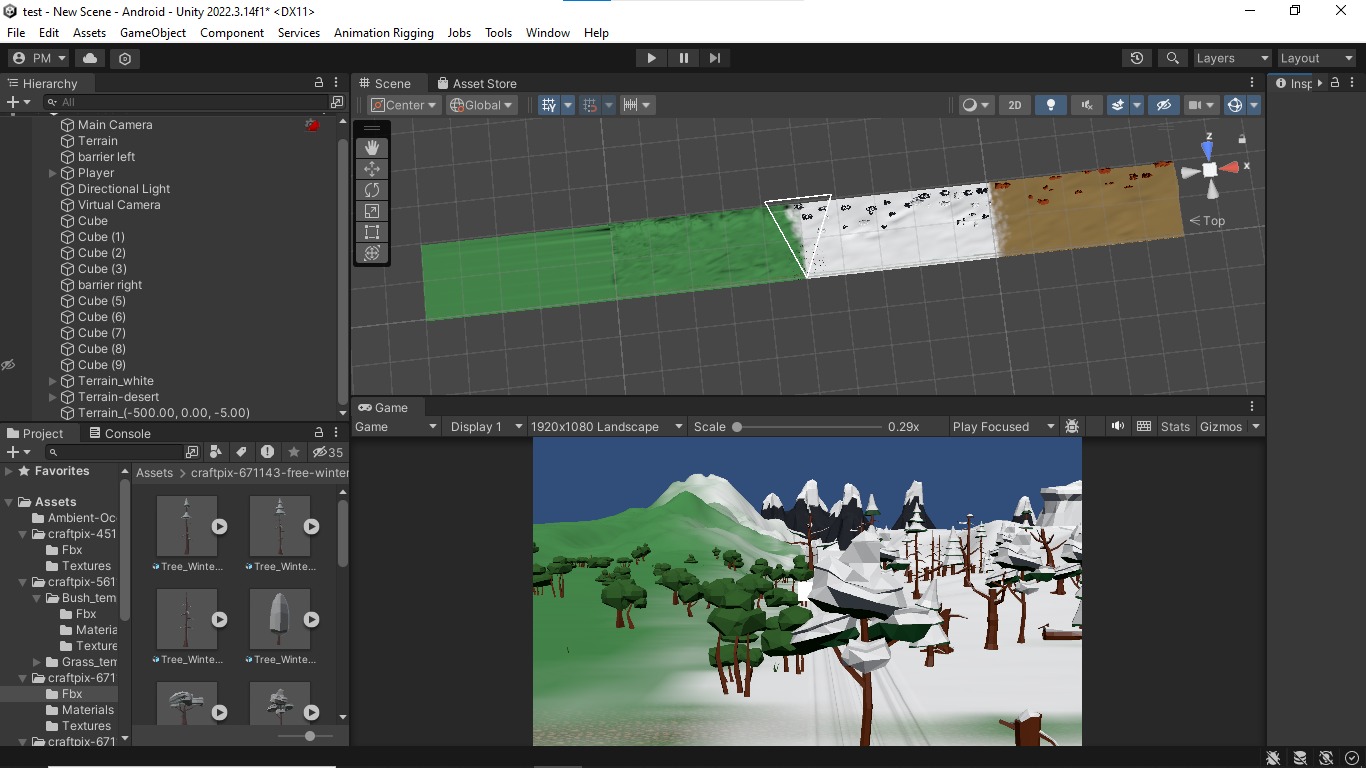 test - New Scene - Android - Unity 2022.3.14f1* <DX11>
File Edit Assets GameObject Component Services Animation Rigging Jobs Tools Window Help
PM
Layers Layout
Hierarchy
All
Main Camera
Terrain
barrier left
Player
Directional Light
Virtual Camera
Cube
Cube (1)
Cube (2)
Cube (3)
barrier right
Cube (5)
Cube (6)
Cube (7)
Cube (8)
Cube (9)
Terrain_white
Terrain-desert
Terrain_(-500.00, 0.00, -5.00)
Scene Asset Store
Center Global
2D
z
x
Top
Insp
Game
Game Display 1 1920x1080 Landscape Scale 0.29x Play Focused Stats Gizmos
Project Console
35
Favorites
Assets
Ambient-Oc
craftpix-451
Fbx
Textures
craftpix-561
Bush_tem
Fbx
Materia
Texture
Grass_tem
craftpix-671
Fbx
Materials
Textures
craftpix-671
Assets > craftpix-671143-free-winter
Tree_Winte... Tree_Winte...
Tree_Winte... Tree_Winte...